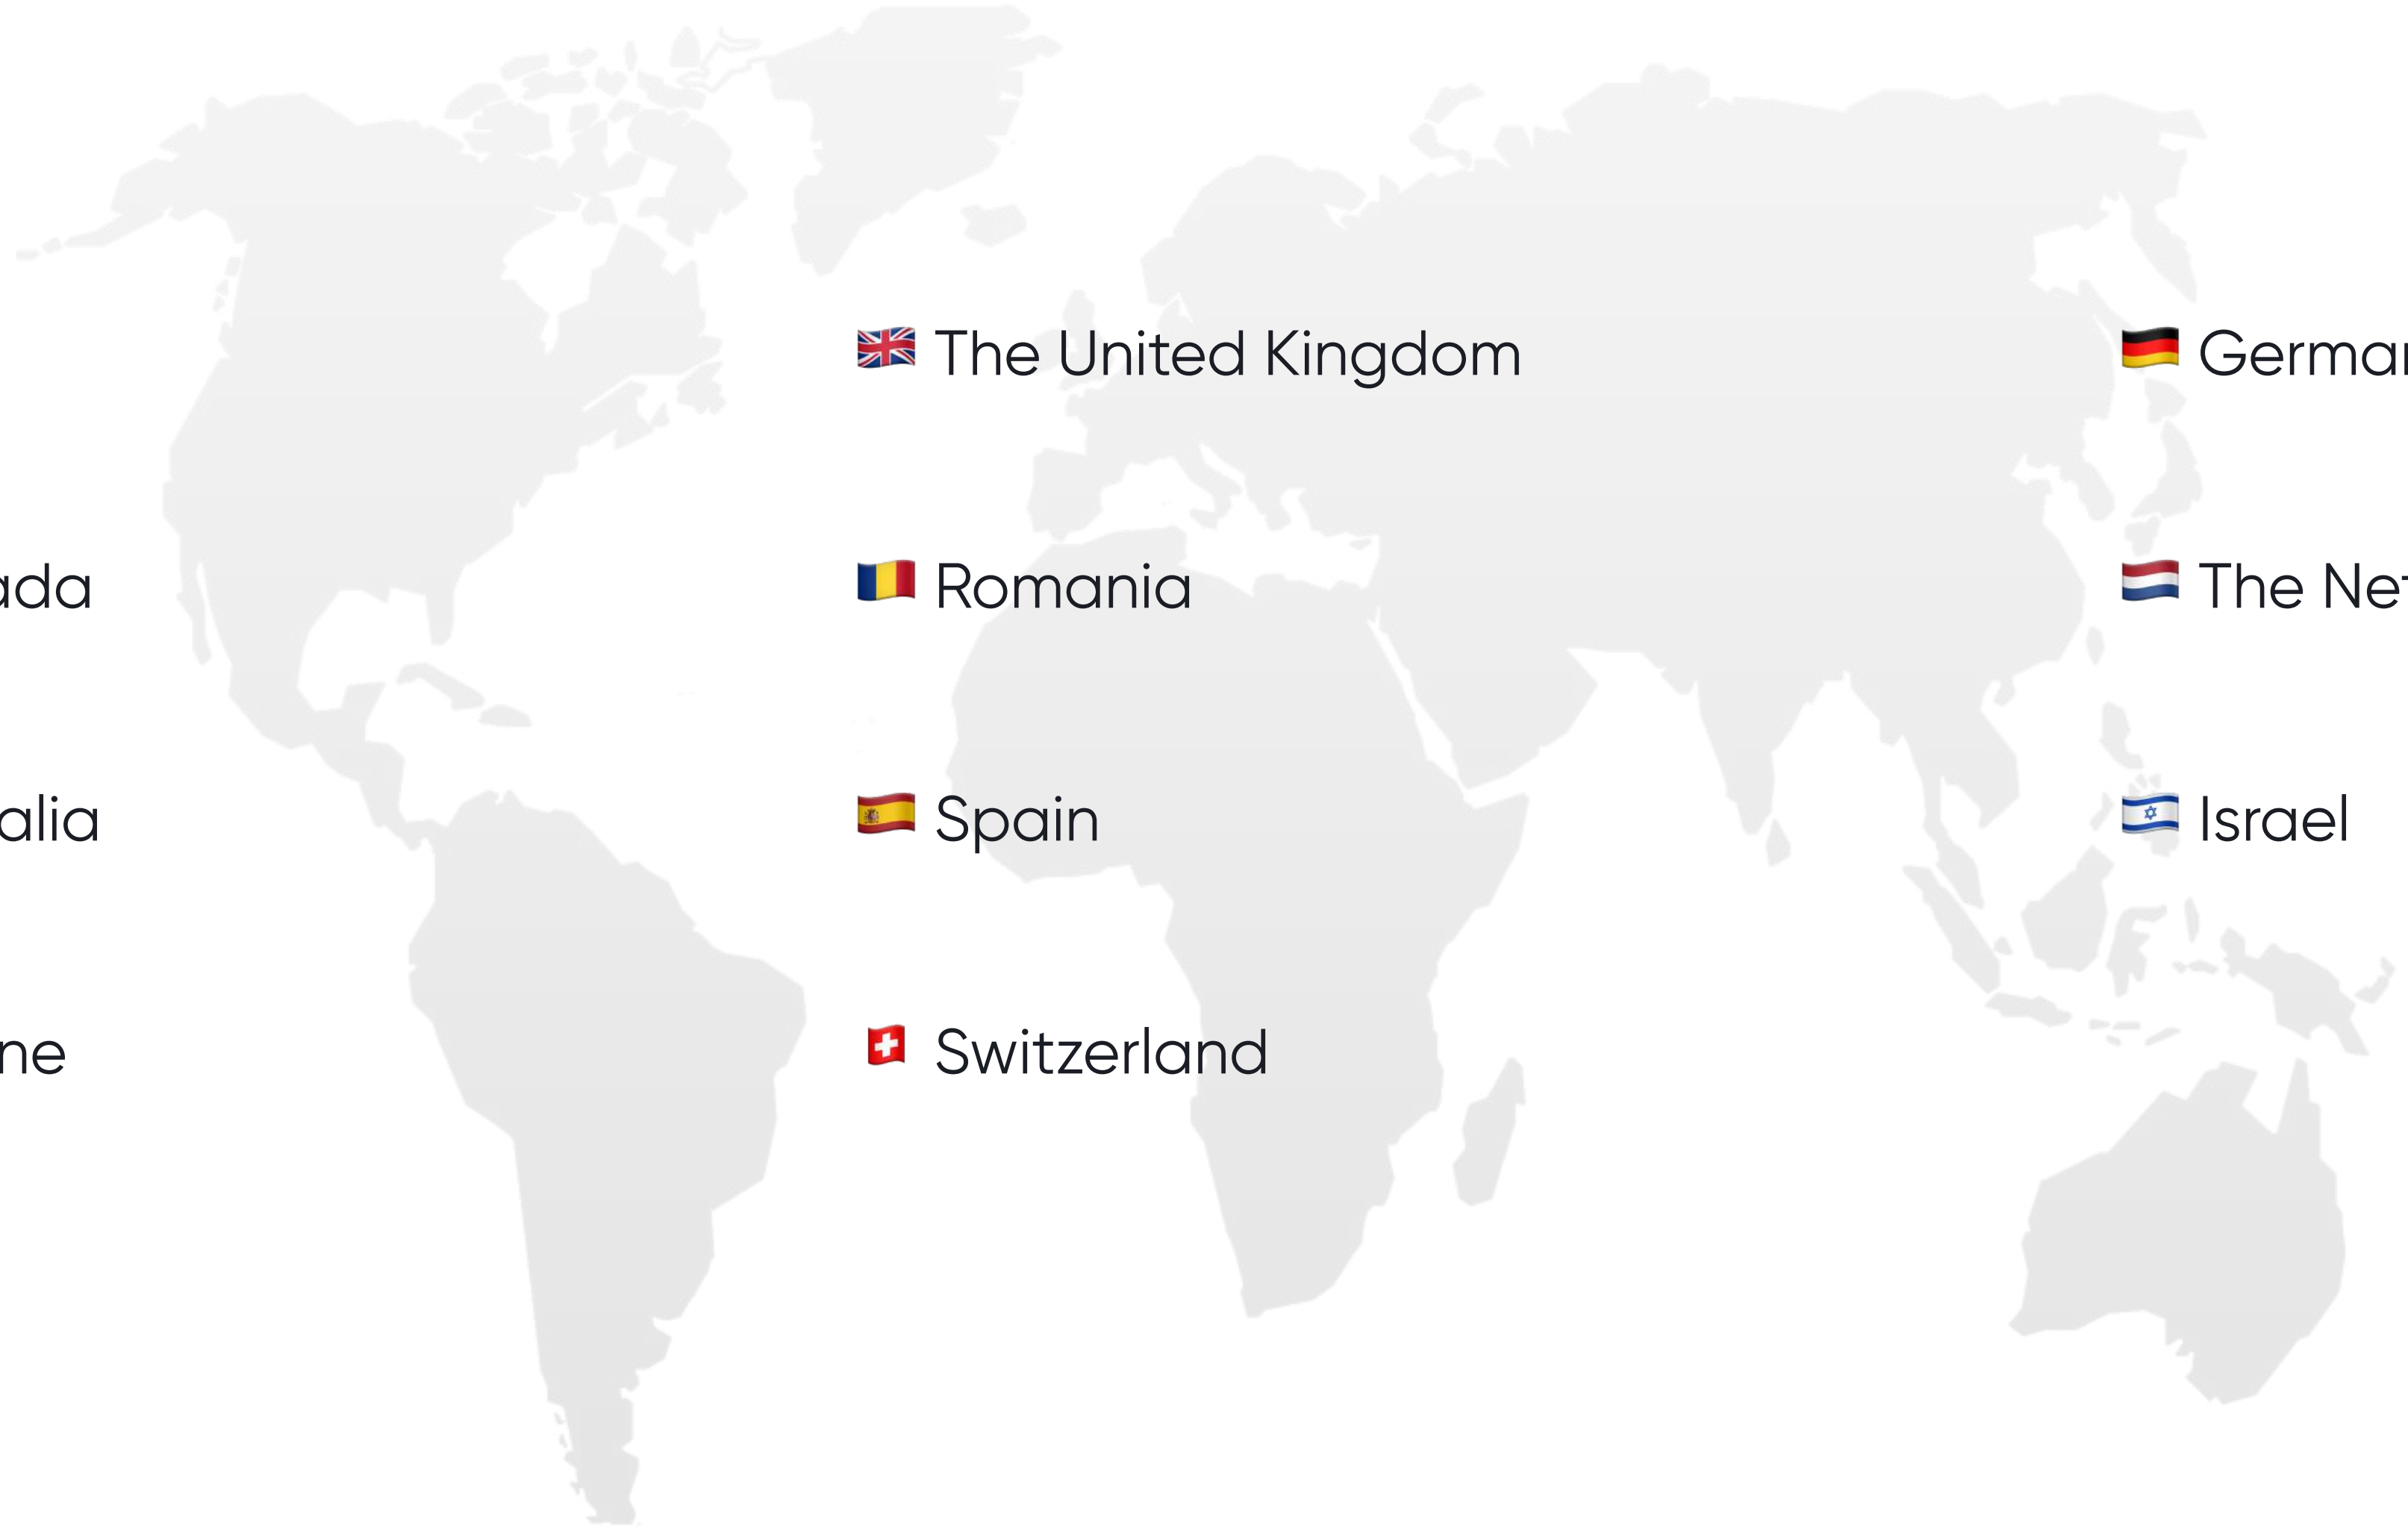 The United Kingdom
Germa
ada
Romania
The Ne
alia
Spain
Israel
ne
Switzerland